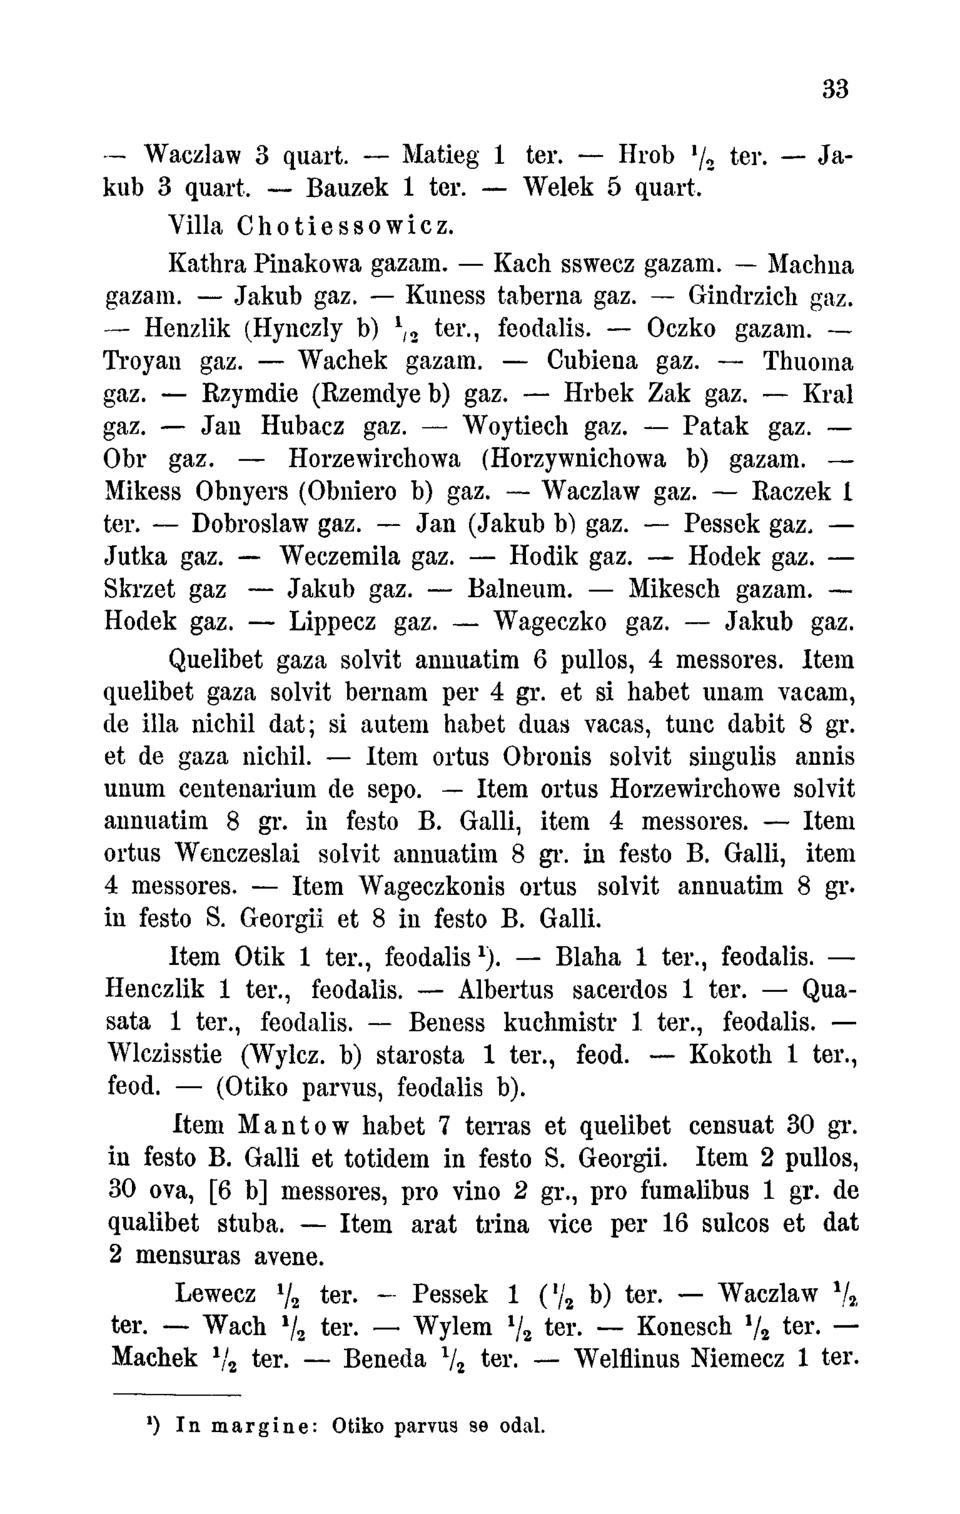 33
— Waczlaw 3 quart. — Matieg 1 ter. — Hrob ½ ter. — Ja-
kub 3 quart. — Bauzek 1 ter. — Welek 5 quart.
Villa Chotiessowicz.
Kathra Pinakowa gazam. — Kach sswecz gazam. — Machna
gazam. — Jakub gaz. — Kuness taberna gaz. — Gindrzich gaz.
— Henzlik (Hynczly b) ½ ter., feodalis. — Oczko gazam. —
Troyan gaz. — Wachek gazam. — Cubiena gaz. — Thuoma
gaz. — Rzymdie (Rzemdye b) gaz. — Hrbek Zak gaz. — Kral
gaz. — Jan Hubacz gaz. — Woytiech gaz. — Patak gaz. —
Obr gaz. — Horzewirchowa (Horzywnichowa b) gazam. —
Mikess Obnyers (Obniero b) gaz. — Waczlaw gaz. — Raczek 1
ter. — Dobroslaw gaz. — Jan (Jakub b) gaz. — Pessek gaz. —
Jutka gaz. — Weczemila gaz. — Hodik gaz. — Hodek gaz. —
Skrzet gaz — Jakub gaz. — Balneum. — Mikesch gazam. —
Hodek gaz. — Lippecz gaz. — Wageczko gaz. — Jakub gaz.
Quelibet gaza solvit annuatim 6 pullos, 4 messores. Item
quelibet gaza solvit bernam per 4 gr. et si habet unam vacam,
de illa nichil dat; si autem habet duas vacas, tunc dabit 8 gr.
et de gaza nichil. — Item ortus Obronis solvit singulis annis
unum centenarium de sepo. — Item ortus Horzewirchowe solvit
annuatim 8 gr. in festo B. Galli, item 4 messores. — Item
ortus Wenczeslai solvit annuatim 8 gr. in festo B. Galli, item
4 messores. — Item Wageczkonis ortus solvit annuatim 8 gr.
in festo S. Georgii et 8 in festo B. Galli.
Item Otik 1 ter., feodalis ¹). — Blaha 1 ter., feodalis. —
Henczlik 1 ter., feodalis. — Albertus sacerdos 1 ter. — Qua-
sata 1 ter., feodalis. — Beness kuchmistr 1 ter., feodalis. —
Wlczisstie (Wylcz. b) starosta 1 ter., feod. — Kokoth 1 ter.,
feod. — (Otiko parvus, feodalis b).
Item Mantow habet 7 terras et quelibet censuat 30 gr.
in festo B. Galli et totidem in festo S. Georgii. Item 2 pullos,
30 ova, [6 b] messores, pro vino 2 gr., pro fumalibus 1 gr. de
qualibet stuba. — Item arat trina vice per 16 sulcos et dat
2 mensuras avene.
Lewecz ½ ter. — Pessek 1 (½ b) ter. — Waczlaw ½
ter. — Wach ½ ter. — Wylem ½ ter. — Konesch ½ ter. —
Machek ½ ter. — Beneda ½ ter. — Welflinus Niemecz 1 ter.
¹) In margine: Otiko parvus se odal.